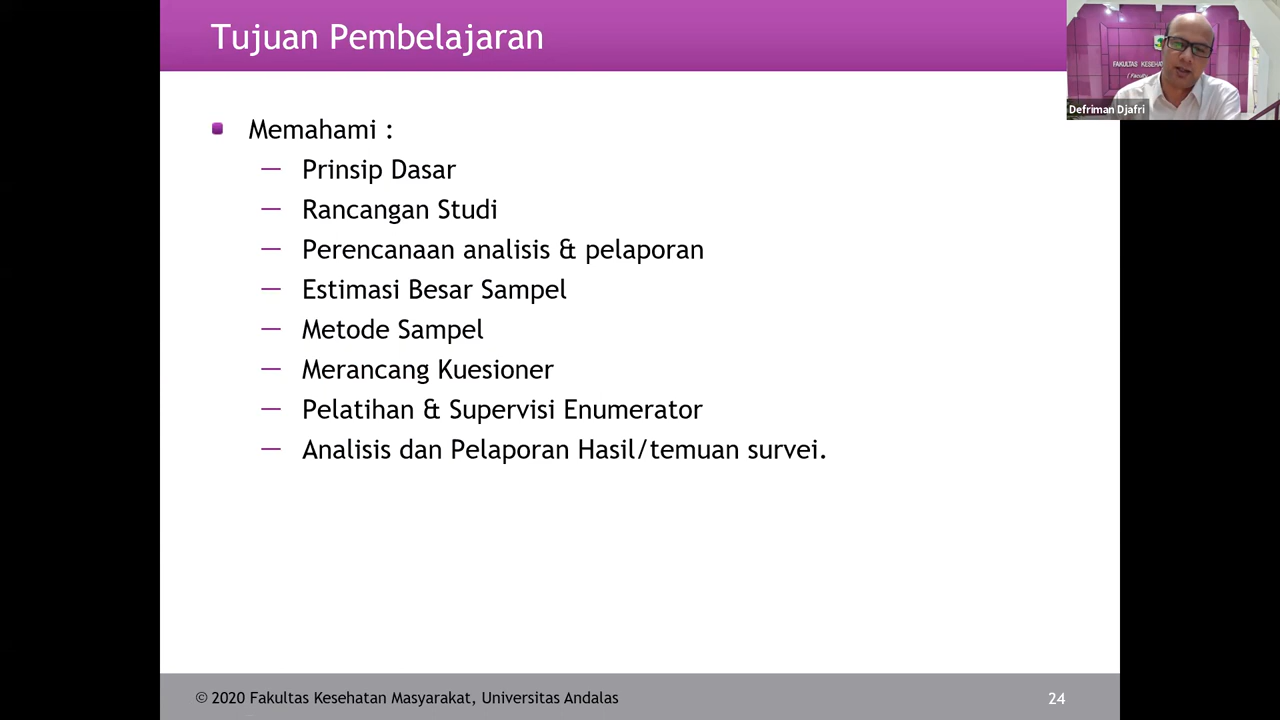 Tujuan Pembelajaran
Memahami :
— Prinsip Dasar
— Rancangan Studi
— Perencanaan analisis & pelaporan
— Estimasi Besar Sampel
— Metode Sampel
— Merancang Kuesioner
— Pelatihan & Supervisi Enumerator
— Analisis dan Pelaporan Hasil/temuan survei.
FAKULTAS
Defriman Djafri
© 2020 Fakultas Kesehatan Masyarakat, Universitas Andalas
24